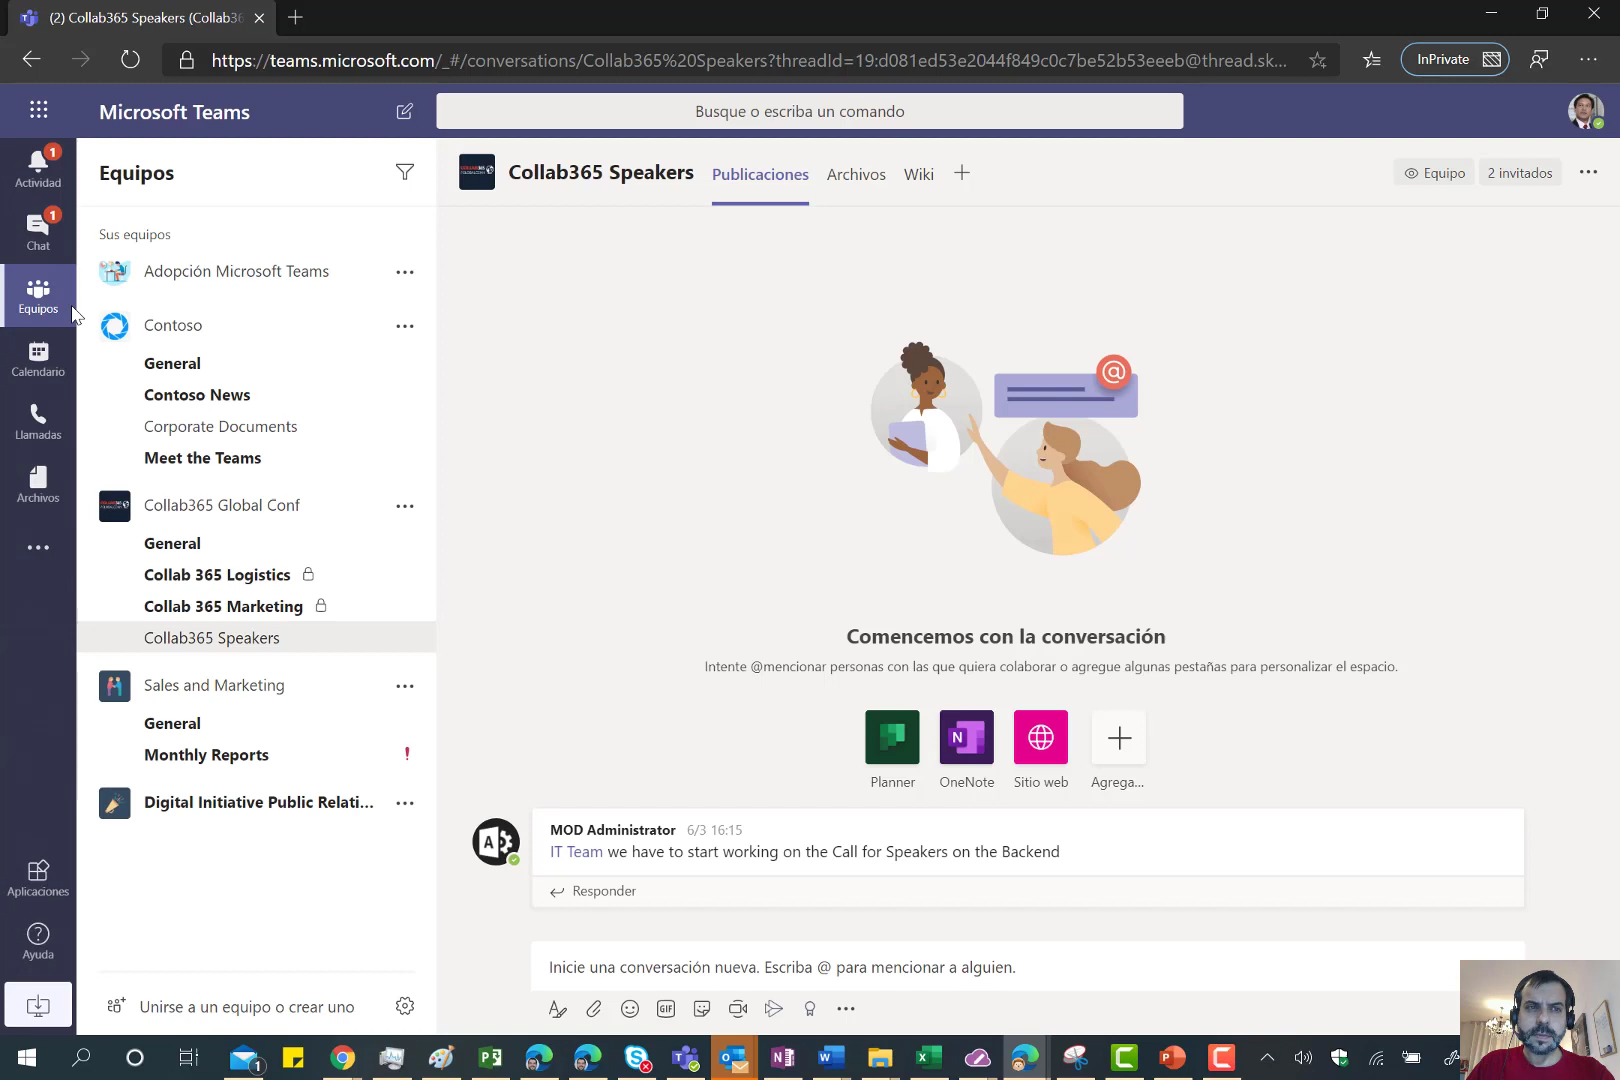 (2) Collab365 Speakers (Collab36
https://teams.microsoft.com/_#/conversations/Collab365%20Speakers?threadId=19:d081ed53e2044f849c0c7be52b53eeeb@thread.sk...
InPrivate
Microsoft Teams
Busque o escriba un comando
1
Actividad
1
Chat
Equipos
Calendario
Llamadas
Archivos
Aplicaciones
Ayuda
Equipos
Sus equipos
Adopción Microsoft Teams
Contoso
General
Contoso News
Corporate Documents
Meet the Teams
Collab365 Global Conf
General
Collab 365 Logistics
Collab 365 Marketing
Collab365 Speakers
Sales and Marketing
General
Monthly Reports
Digital Initiative Public Relati...
Unirse a un equipo o crear uno
Collab365 Speakers
Publicaciones
Archivos
Wiki
Equipo
2 invitados
@
Comencemos con la conversación
Intente @mencionar personas con las que quiera colaborar o agregue algunas pestañas para personalizar el espacio.
Planner
OneNote
Sitio web
Agrega...
MOD Administrator 6/3 16:15
IT Team we have to start working on the Call for Speakers on the Backend
Responder
Inicie una conversación nueva. Escriba @ para mencionar a alguien.
GIF
1